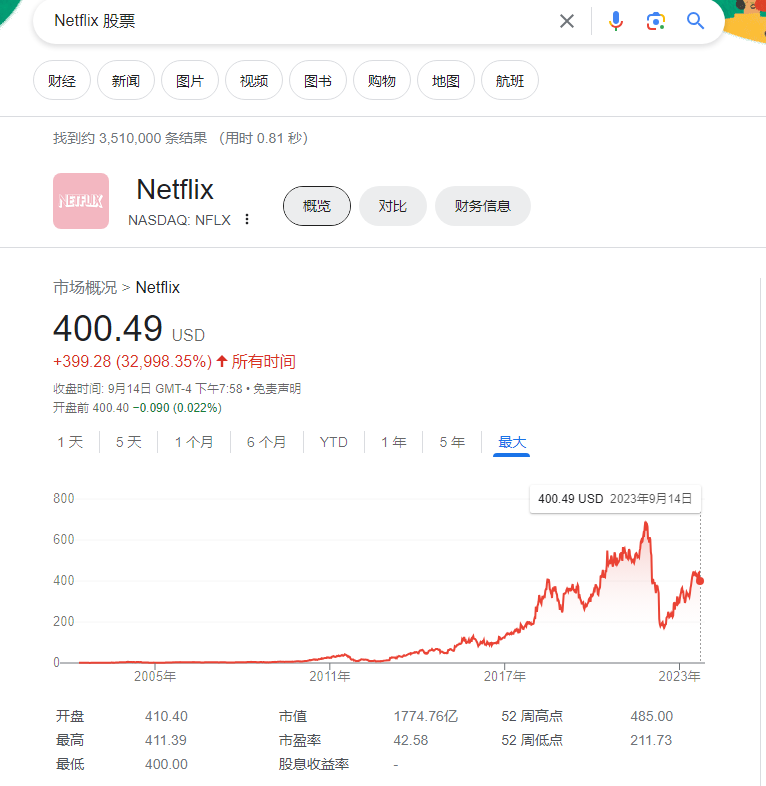 Netflix 股票
财经 新闻 图片 视频 图书 购物 地图 航班
找到约 3,510,000 条结果 （用时 0.81 秒）
NETFLIX
Netflix
NASDAQ: NFLX
概览 对比 财务信息
市场概况 > Netflix
400.49 USD
+399.28 (32,998.35%) 所有时间
收盘时间: 9月14日 GMT-4 下午7:58 • 免责声明
开盘前 400.40 −0.090 (0.022%)
1 天 5 天 1 个月 6 个月 YTD 1 年 5 年 最大
400.49 USD 2023年9月14日
800
600
400
200
0
2005年 2011年 2017年 2023年
开盘 410.40 市值 1774.76亿 52 周高点 485.00
最高 411.39 市盈率 42.58 52 周低点 211.73
最低 400.00 股息收益率 -